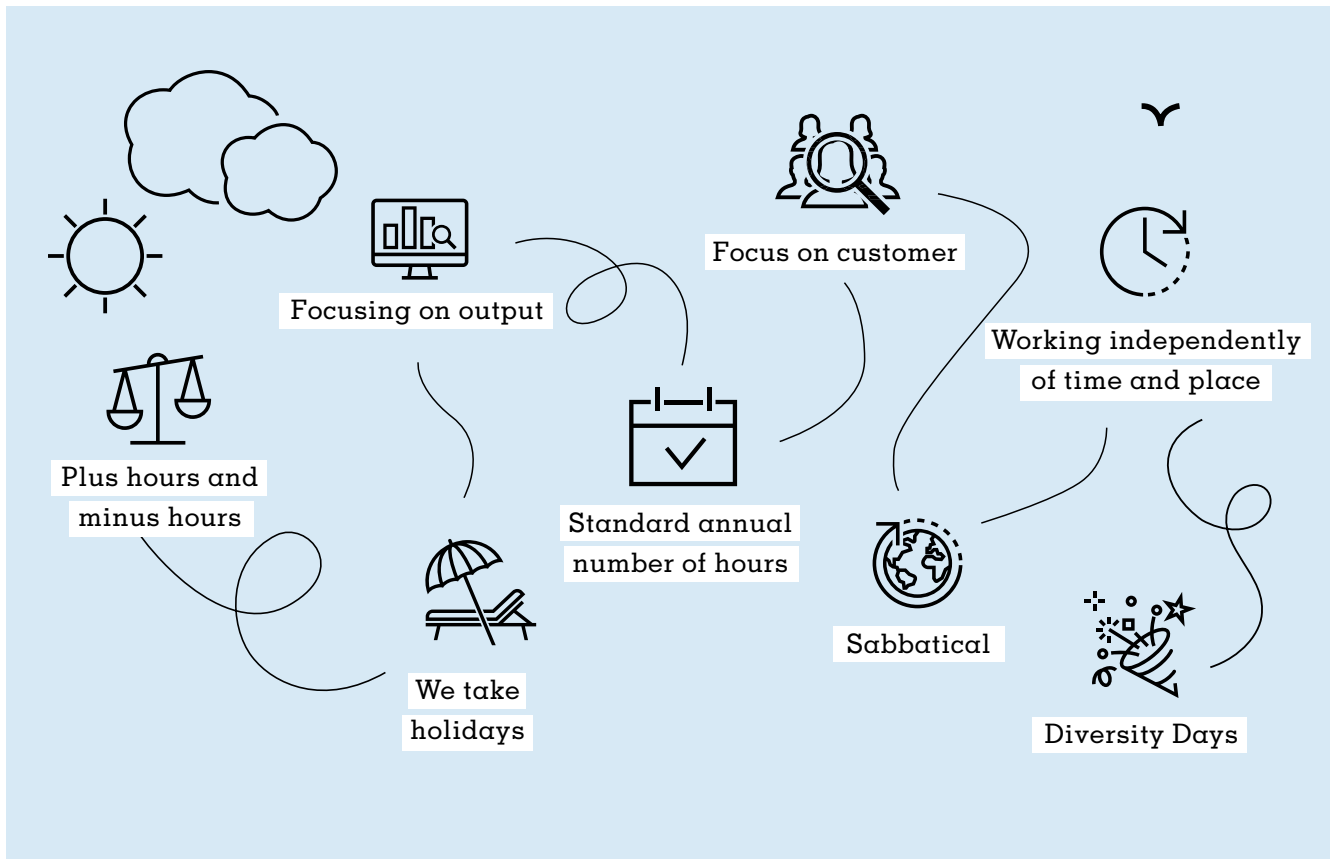 Focus on customer
Focusing on output
Working independently
of time and place
Plus hours and
minus hours
Standard annual
number of hours
Sabbatical
We take
holidays
Diversity Days